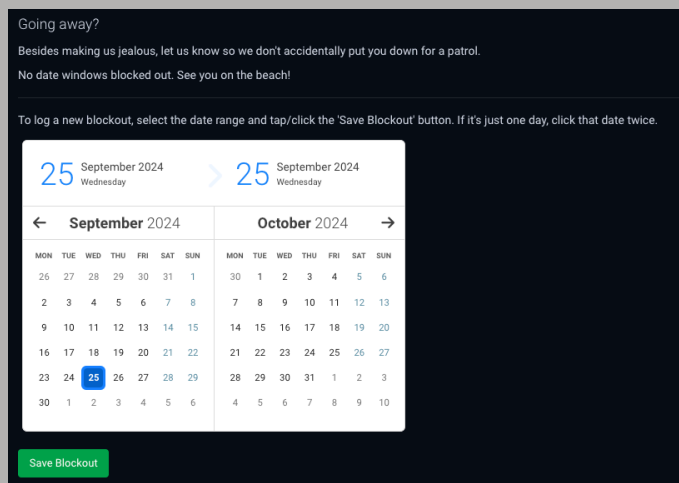 Going away?
Besides making us jealous, let us know so we don't accidentally put you down for a patrol.
No date windows blocked out. See you on the beach!
To log a new blockout, select the date range and tap/click the 'Save Blockout' button. If it's just one day, click that date twice.
25 September 2024 Wednesday
25 September 2024 Wednesday
September 2024
MON TUE WED THU FRI SAT SUN
26 27 28 29 30 31 1
2 3 4 5 6 7 8
9 10 11 12 13 14 15
16 17 18 19 20 21 22
23 24 25 26 27 28 29
30 1 2 3 4 5 6
October 2024
MON TUE WED THU FRI SAT SUN
30 1 2 3 4 5 6
7 8 9 10 11 12 13
14 15 16 17 18 19 20
21 22 23 24 25 26 27
28 29 30 31 1 2 3
4 5 6 7 8 9 10
Save Blockout